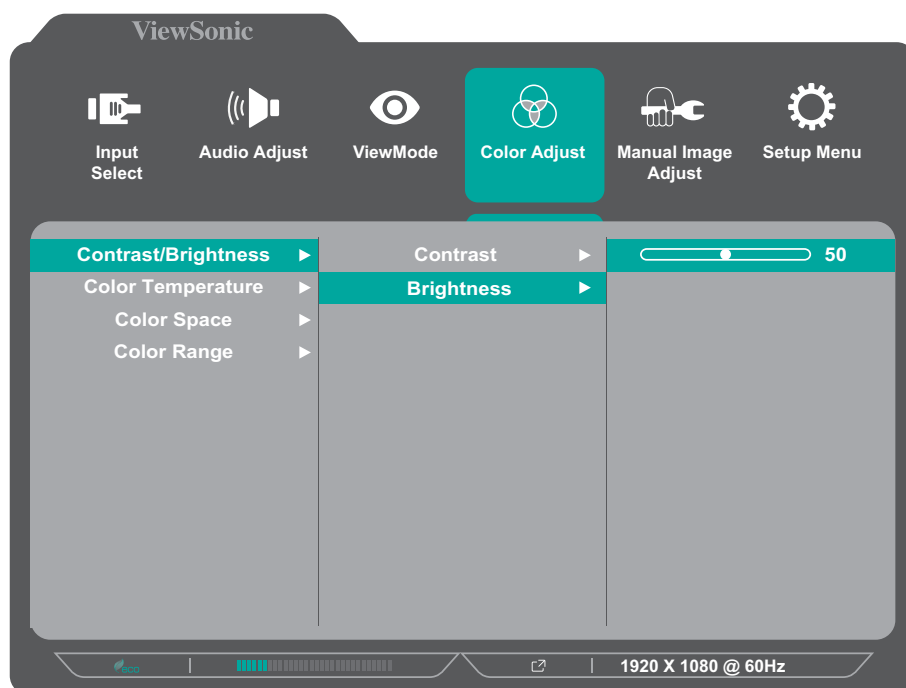 ViewSonic
Input
Select
Audio Adjust
ViewMode
Color Adjust
Manual Image
Adjust
Setup Menu
Contrast/Brightness
Contrast
50
Color Temperature
Brightness
Color Space
Color Range
eco
1920 X 1080 @ 60Hz